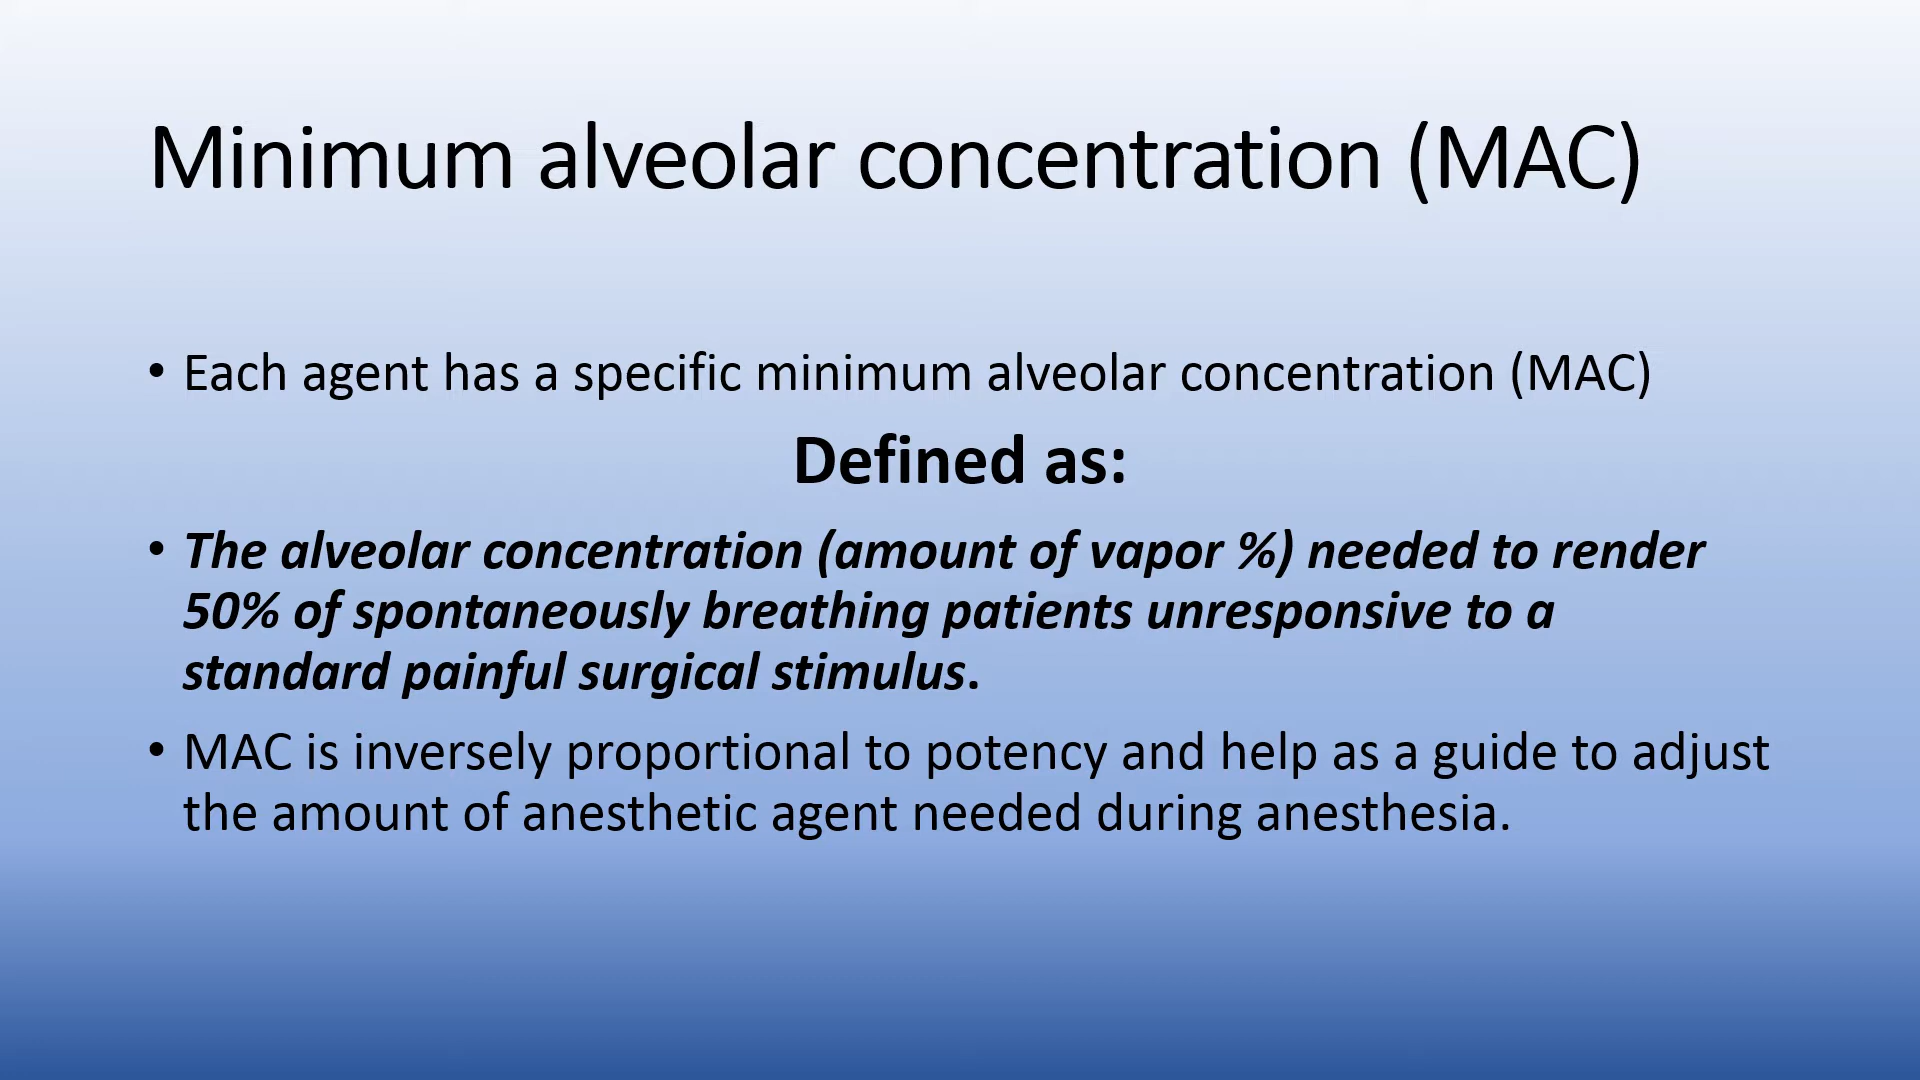 Minimum alveolar concentration (MAC)
• Each agent has a specific minimum alveolar concentration (MAC)
Defined as:
• The alveolar concentration (amount of vapor %) needed to render
50% of spontaneously breathing patients unresponsive to a
standard painful surgical stimulus.
• MAC is inversely proportional to potency and help as a guide to adjust
the amount of anesthetic agent needed during anesthesia.